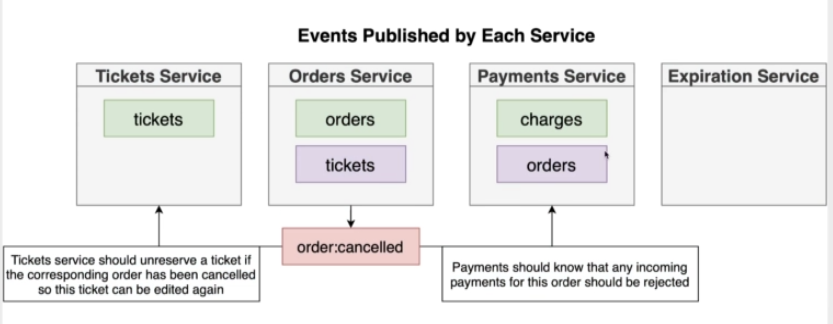 Events Published by Each Service
Tickets Service
Orders Service
Payments Service
Expiration Service
tickets
orders
charges
tickets
orders
order:cancelled
Tickets service should unreserve a ticket if
the corresponding order has been cancelled
so this ticket can be edited again
Payments should know that any incoming
payments for this order should be rejected